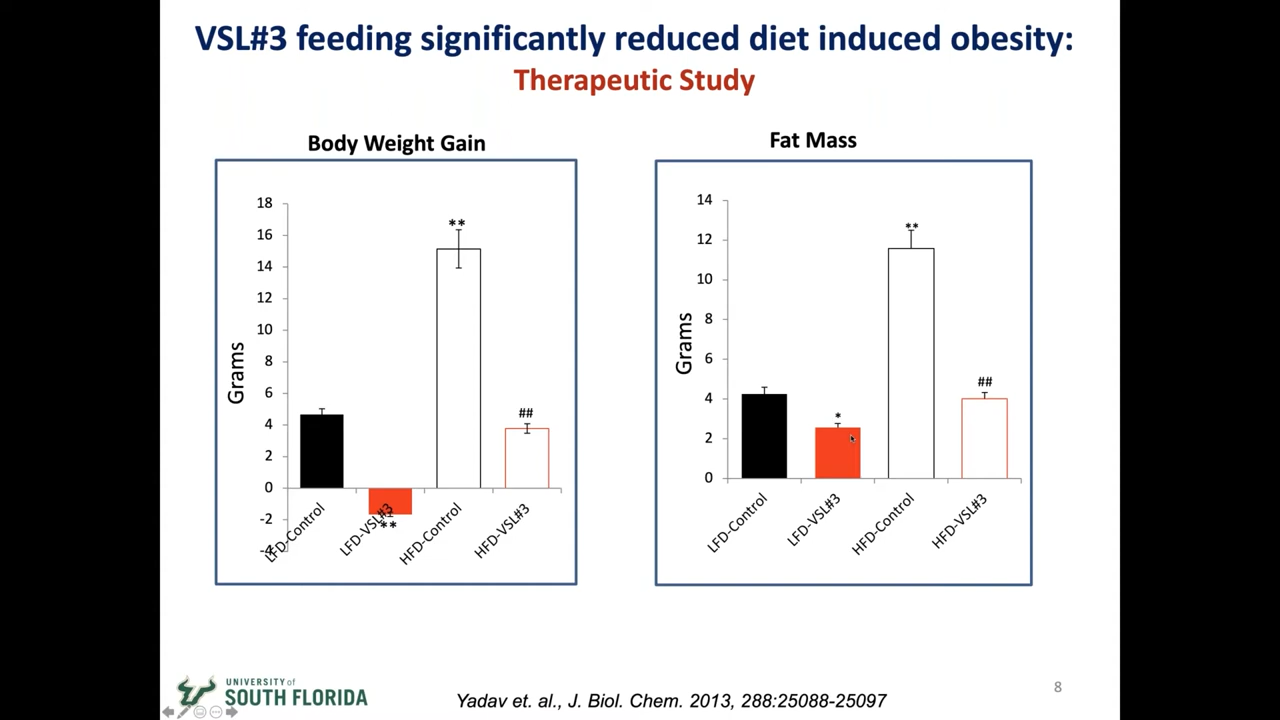 VSL#3 feeding significantly reduced diet induced obesity:
Therapeutic Study
Body Weight Gain
Grams
18
16
14
12
10
8
6
4
2
0
-2
-4
**
**
##
LFD-Control
LFD-VSL#3
HFD-Control
HFD-VSL#3
Fat Mass
Grams
14
12
10
8
6
4
2
0
*
**
##
LFD-Control
LFD-VSL#3
HFD-Control
HFD-VSL#3
UNIVERSITY of
SOUTH FLORIDA
Yadav et. al., J. Biol. Chem. 2013, 288:25088-25097
8